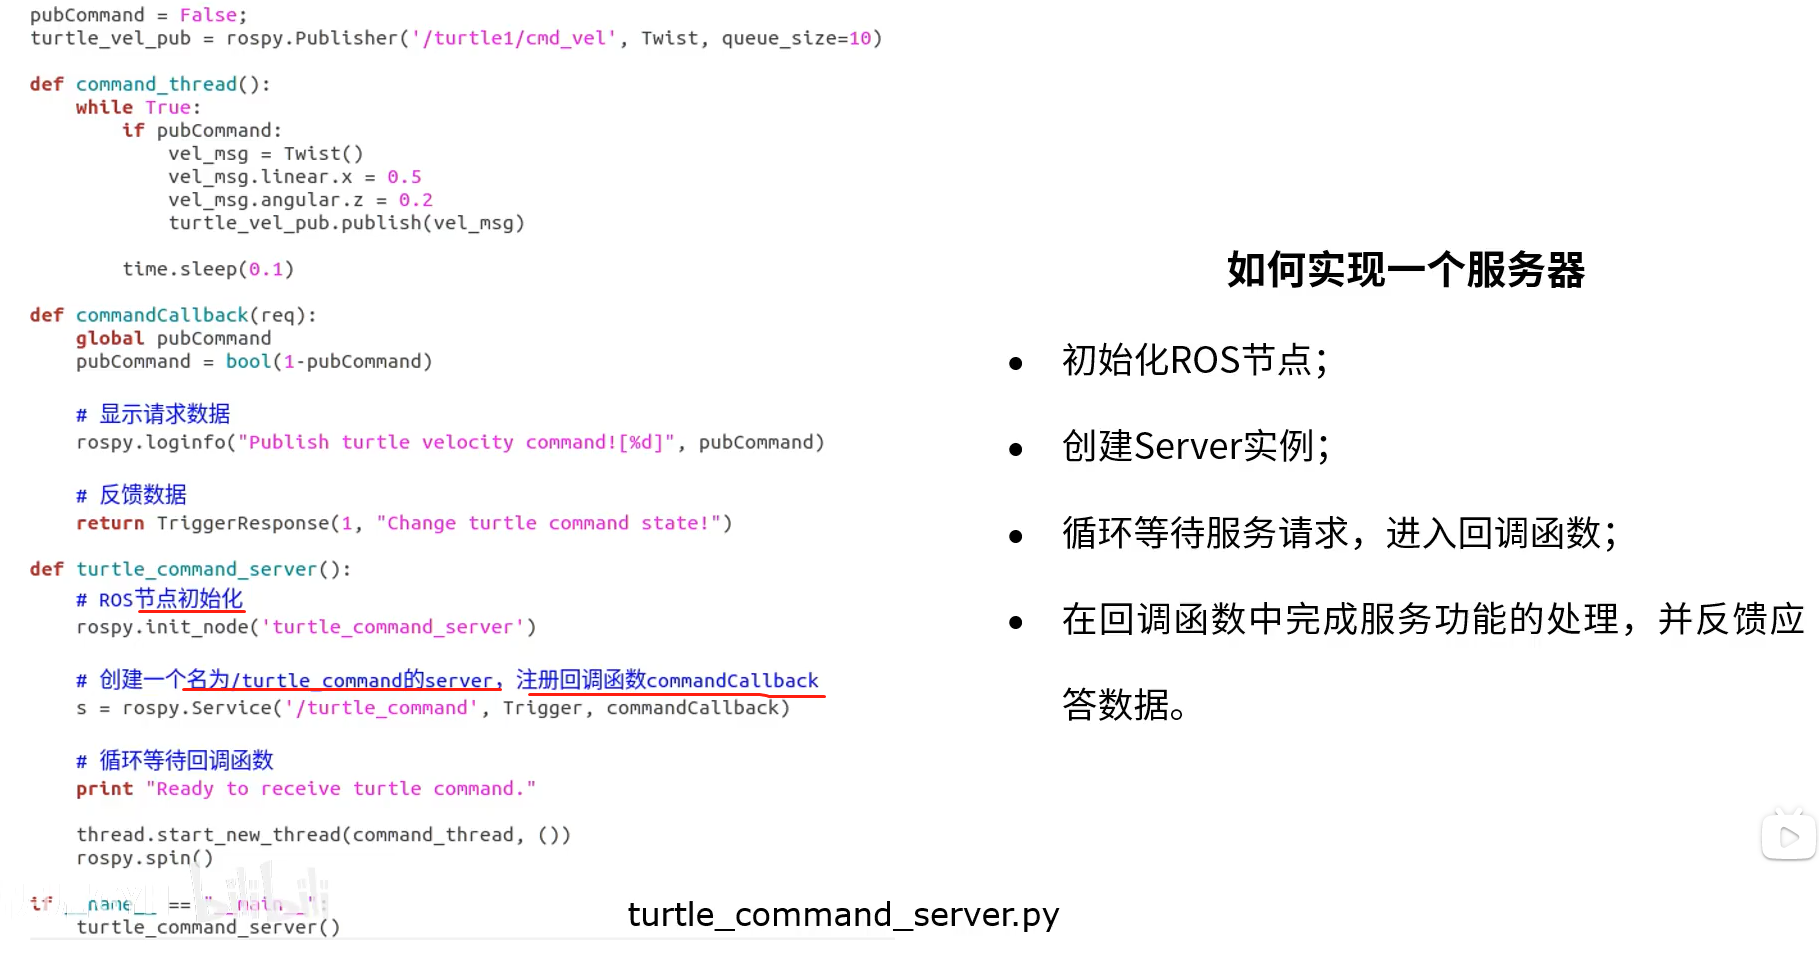 pubCommand = False;
turtle_vel_pub = rospy.Publisher('/turtle1/cmd_vel', Twist, queue_size=10)
def command_thread():
while True:
if pubCommand:
vel_msg = Twist()
vel_msg.linear.x = 0.5
vel_msg.angular.z = 0.2
turtle_vel_pub.publish(vel_msg)
time.sleep(0.1)
def commandCallback(req):
global pubCommand
pubCommand = bool(1-pubCommand)
# 显示请求数据
rospy.loginfo("Publish turtle velocity command![%d]", pubCommand)
# 反馈数据
return TriggerResponse(1, "Change turtle command state!")
def turtle_command_server():
# ROS节点初始化
rospy.init_node('turtle_command_server')
# 创建一个名为/turtle_command的server，注册回调函数commandCallback
s = rospy.Service('/turtle_command', Trigger, commandCallback)
# 循环等待回调函数
print "Ready to receive turtle command."
thread.start_new_thread(command_thread, ())
rospy.spin()
if __name__ == "__main__":
turtle_command_server()
turtle_command_server.py
如何实现一个服务器
● 初始化ROS节点；
● 创建Server实例；
● 循环等待服务请求，进入回调函数；
● 在回调函数中完成服务功能的处理，并反馈应
答数据。
bilibili